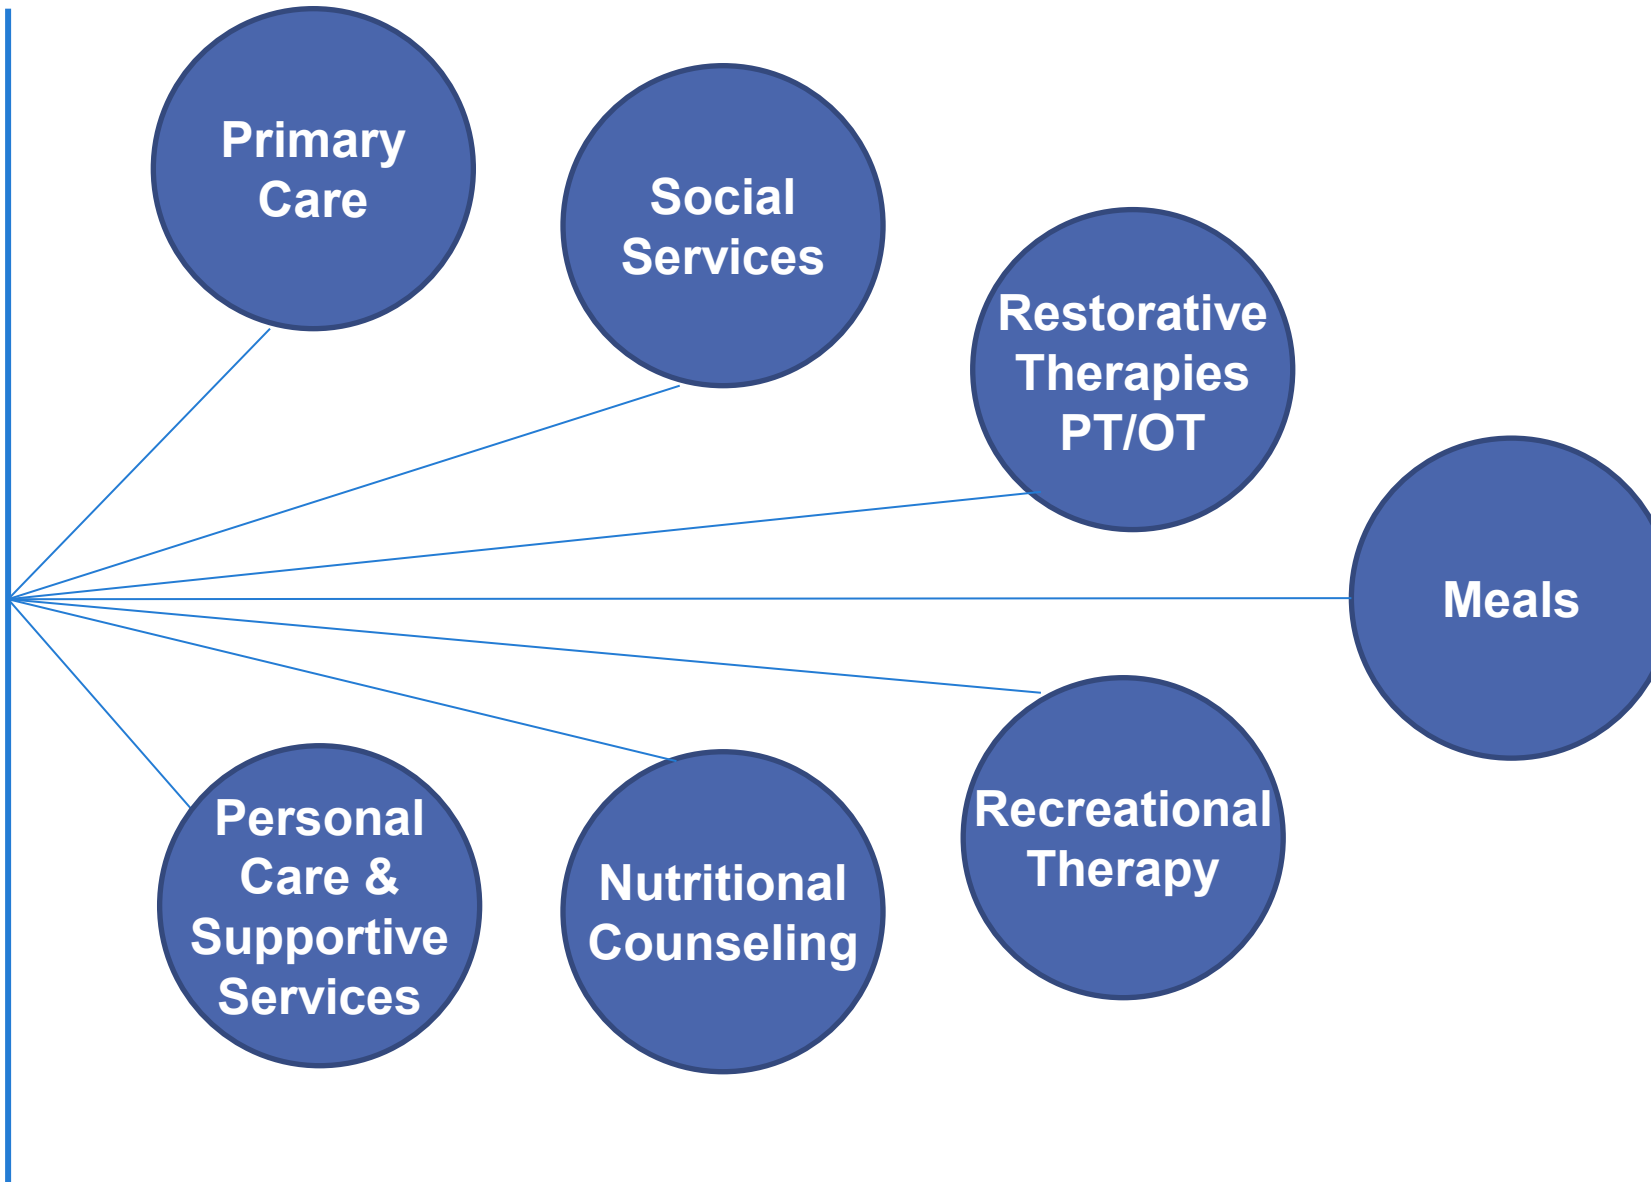 Primary
Care
Social
Services
Restorative
Therapies
PT/OT
Meals
Personal
Care &
Supportive
Services
Nutritional
Counseling
Recreational
Therapy